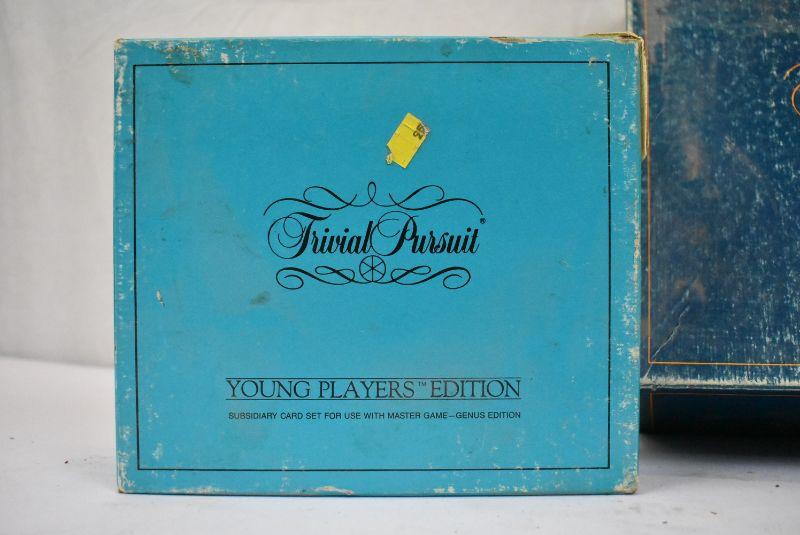 Trivial Pursuit®
YOUNG PLAYERS™ EDITION
SUBSIDIARY CARD SET FOR USE WITH MASTER GAME—GENUS EDITION